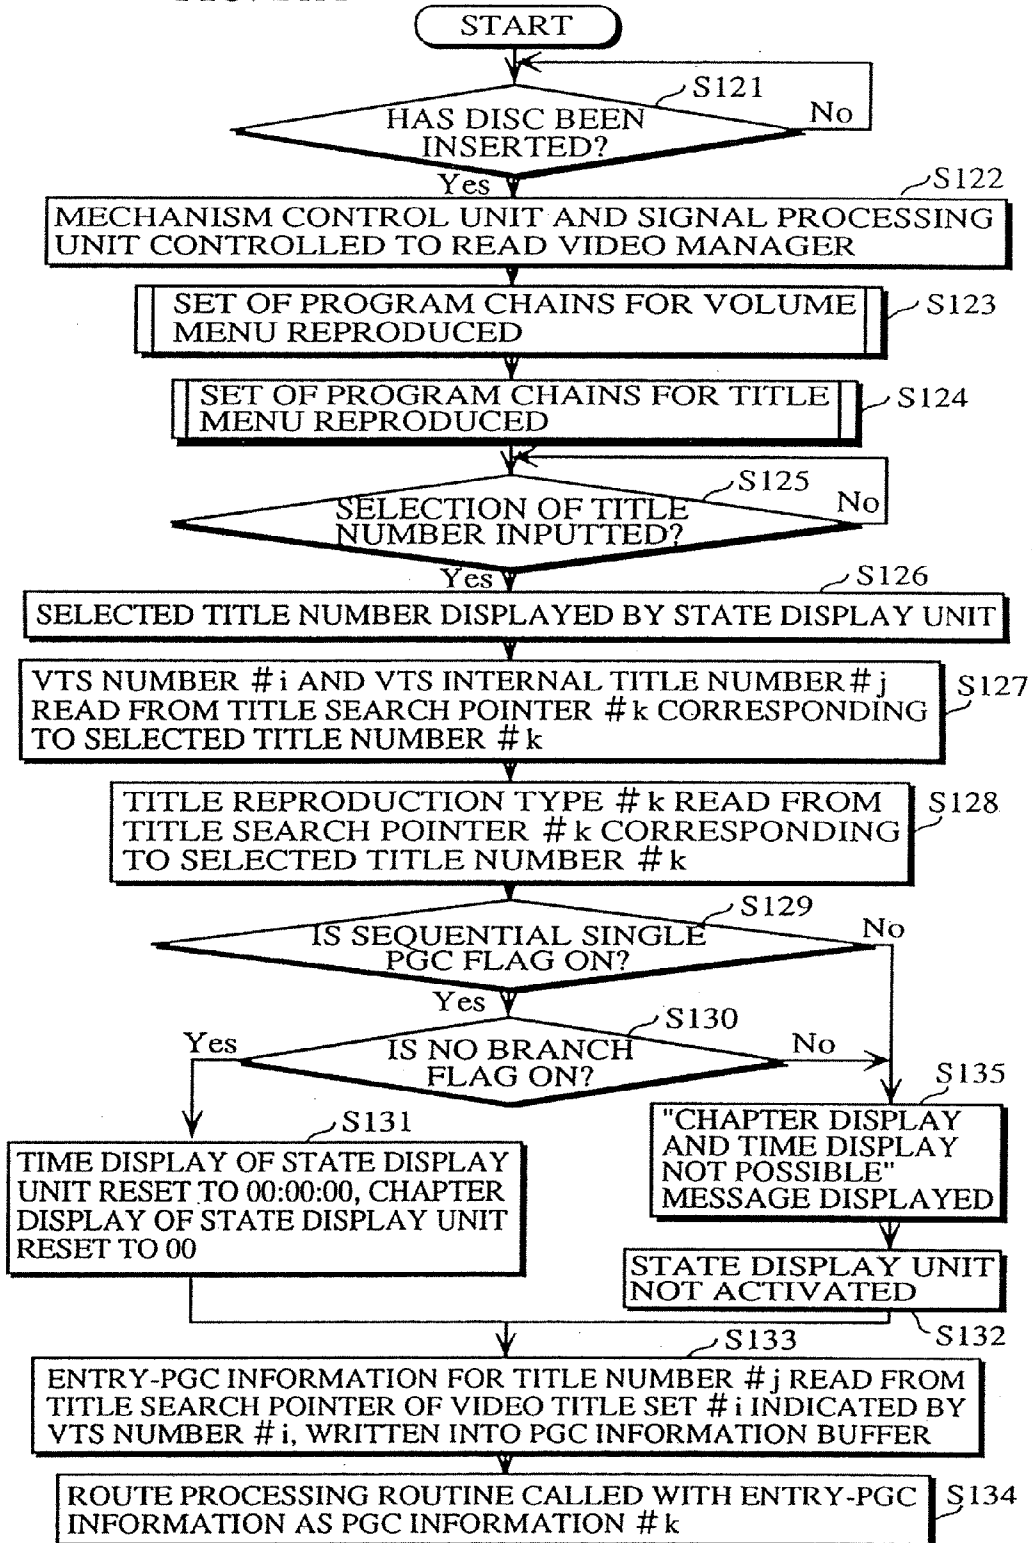 START
S121
HAS DISC BEEN
INSERTED?
No
Yes
S122
MECHANISM CONTROL UNIT AND SIGNAL PROCESSING
UNIT CONTROLLED TO READ VIDEO MANAGER
SET OF PROGRAM CHAINS FOR VOLUME
MENU REPRODUCED
S123
SET OF PROGRAM CHAINS FOR TITLE
MENU REPRODUCED
S124
S125
SELECTION OF TITLE
NUMBER INPUTTED?
No
Yes
S126
SELECTED TITLE NUMBER DISPLAYED BY STATE DISPLAY UNIT
VTS NUMBER #i AND VTS INTERNAL TITLE NUMBER #j
READ FROM TITLE SEARCH POINTER #k CORRESPONDING
TO SELECTED TITLE NUMBER #k
S127
TITLE REPRODUCTION TYPE #k READ FROM
TITLE SEARCH POINTER #k CORRESPONDING
TO SELECTED TITLE NUMBER #k
S128
S129
IS SEQUENTIAL SINGLE
PGC FLAG ON?
No
Yes
S130
IS NO BRANCH
FLAG ON?
Yes
No
S131
TIME DISPLAY OF STATE DISPLAY
UNIT RESET TO 00:00:00, CHAPTER
DISPLAY OF STATE DISPLAY UNIT
RESET TO 00
S135
"CHAPTER DISPLAY
AND TIME DISPLAY
NOT POSSIBLE"
MESSAGE DISPLAYED
STATE DISPLAY UNIT
NOT ACTIVATED
S132
S133
ENTRY-PGC INFORMATION FOR TITLE NUMBER #j READ FROM
TITLE SEARCH POINTER OF VIDEO TITLE SET #i INDICATED BY
VTS NUMBER #i, WRITTEN INTO PGC INFORMATION BUFFER
ROUTE PROCESSING ROUTINE CALLED WITH ENTRY-PGC
INFORMATION AS PGC INFORMATION #k
S134